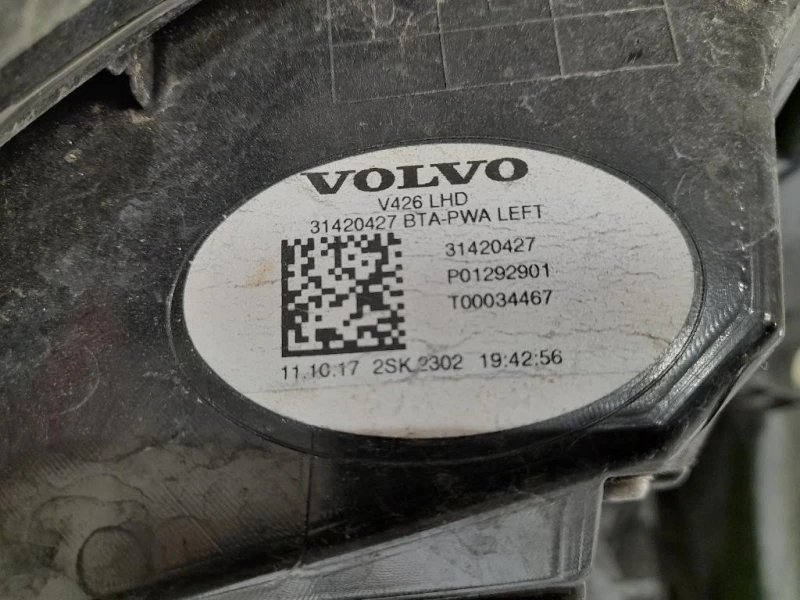 VOLVO
V426 LHD
31420427 BTA-PWA LEFT
31420427
P01292901
T00034467
11.10.17 2SK 2302 19:42:56